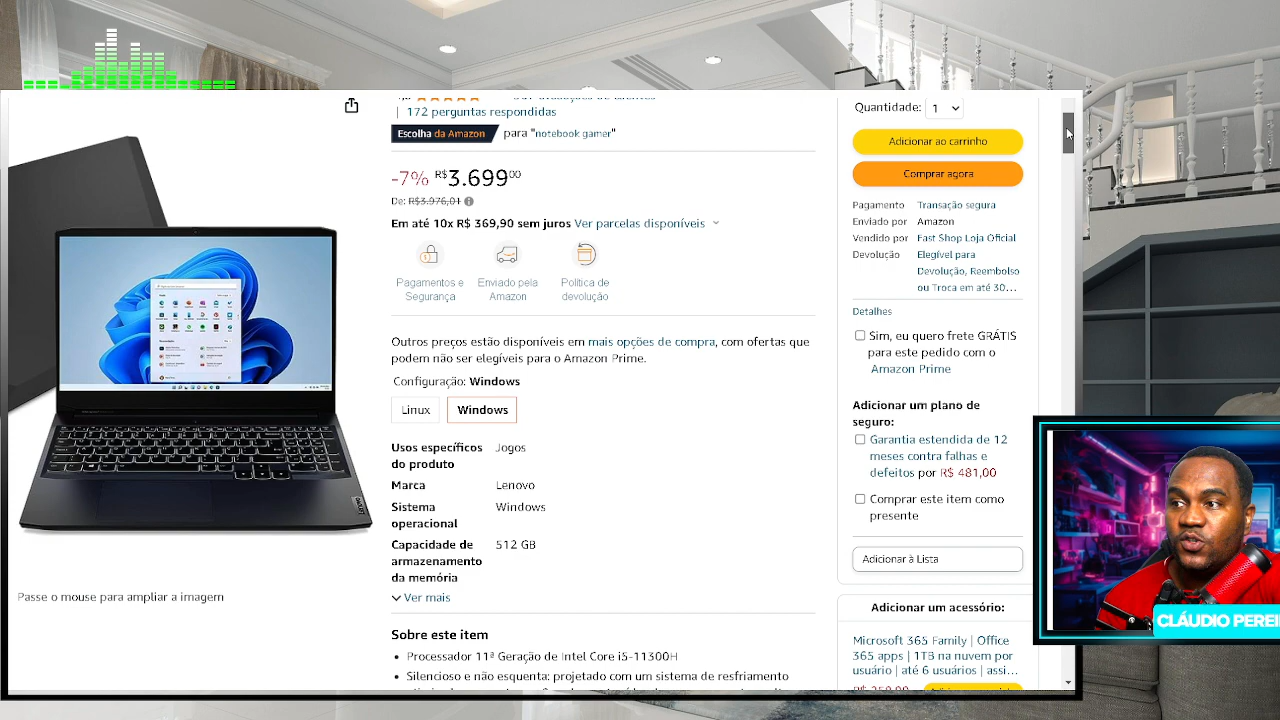 172 perguntas respondidas
Escolha da Amazon para "notebook gamer"
-7% R$3.69900
De: R$3.976,01
Em até 10x R$ 369,90 sem juros Ver parcelas disponíveis
Pagamentos e Segurança
Enviado pela Amazon
Política de devolução
Outros preços estão disponíveis em mais opções de compra, com ofertas que
podem não ser elegíveis para o Amazon Prime.
Configuração: Windows
Linux
Windows
Usos específicos do produto
Jogos
Marca
Lenovo
Sistema operacional
Windows
Capacidade de armazenamento da memória
512 GB
Ver mais
Sobre este item
Processador 11ª Geração de Intel Core i5-11300H
Silencioso e não esquenta: projetado com um sistema de resfriamento
Passe o mouse para ampliar a imagem
Quantidade: 1
Adicionar ao carrinho
Comprar agora
Pagamento Transação segura
Enviado por Amazon
Vendido por Fast Shop Loja Oficial
Devolução Elegível para
Devolução, Reembolso
ou Troca em até 30...
Detalhes
Sim, eu quero frete GRÁTIS
para este pedido com o
Amazon Prime
Adicionar um plano de
seguro:
Garantia estendida de 12
meses contra falhas e
defeitos por R$ 481,00
Comprar este item como
presente
Adicionar à Lista
Adicionar um acessório:
Microsoft 365 Family | Office
365 apps | 1TB na nuvem por
usuário | até 6 usuários | assi...
CLÁUDIO PEREI